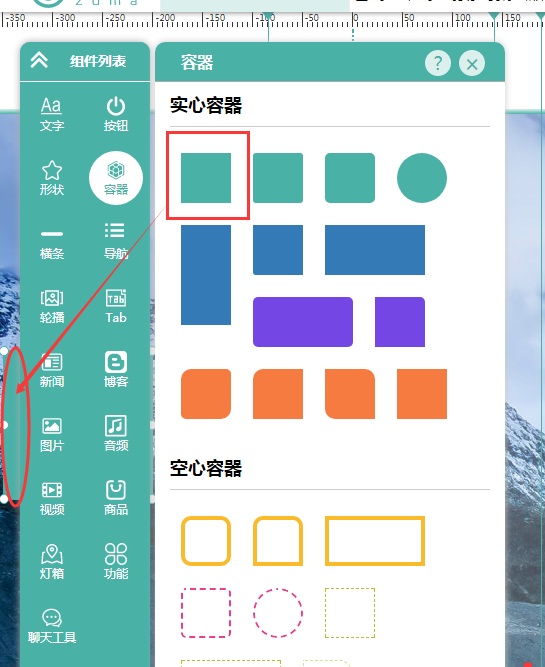 zuma
-350 -300 -250 -200 -150 -100 -50 0 50 100 150
组件列表
容器 ? ×
Aa
文字 按钮
形状 容器
横条 导航
轮播 Tab
新闻 博客
图片 音频
视频 商品
灯箱 功能
聊天工具
实心容器
空心容器